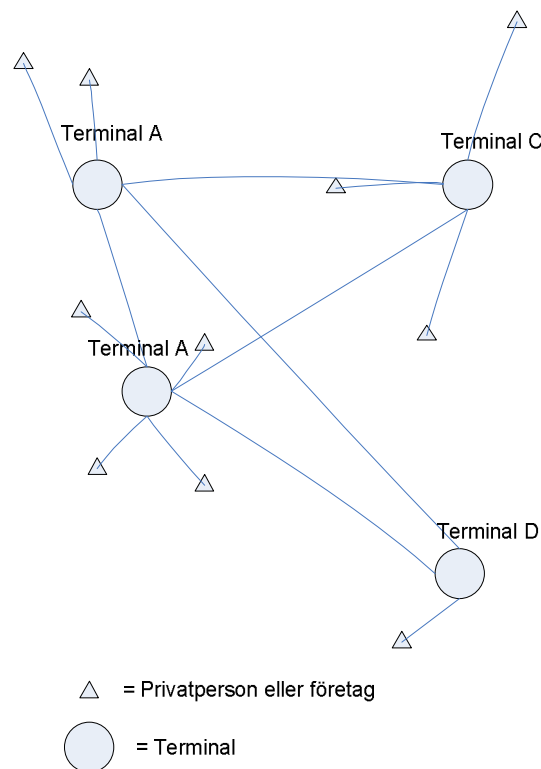 Terminal A
Terminal C
Terminal A
Terminal D
= Privatperson eller företag
= Terminal